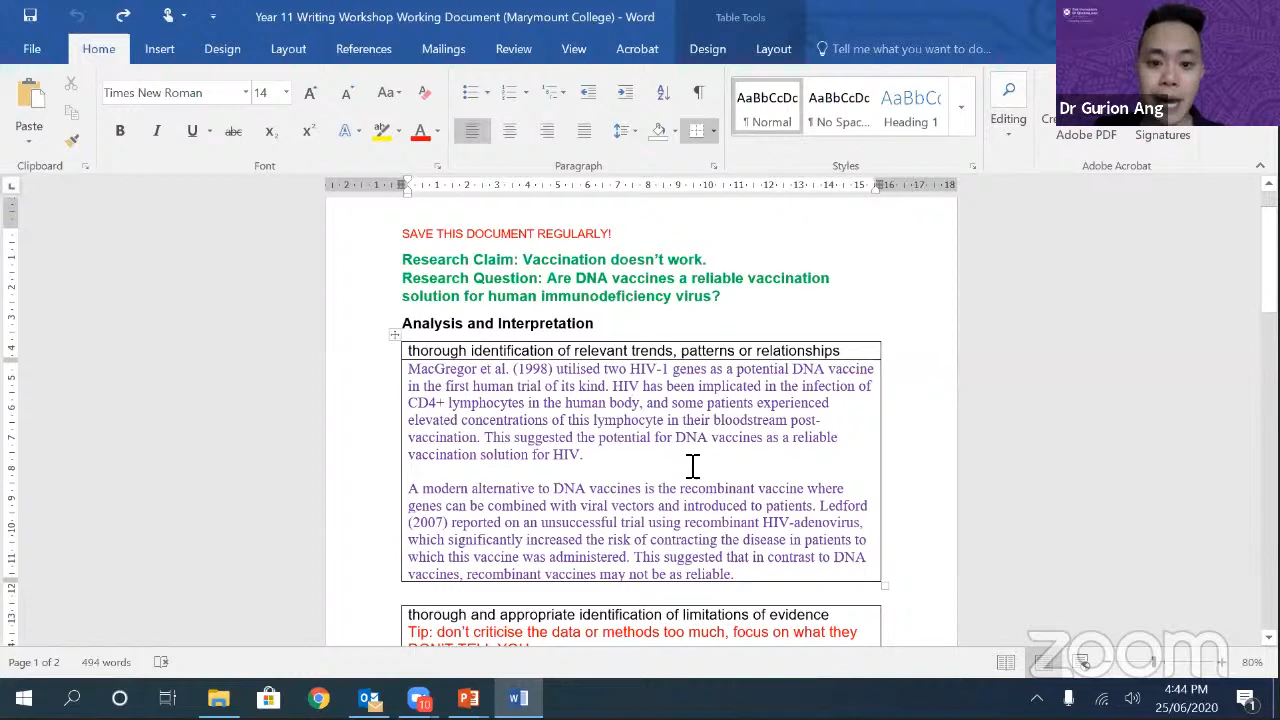 Year 11 Writing Workshop Working Document (Marymount College) - Word
Table Tools
File Home Insert Design Layout References Mailings Review View Acrobat Design Layout Tell me what you want to do...
Times New Roman 14
Paste
AaBbCcDc AaBbCcDc AaBbCc
¶ Normal ¶ No Spac... Heading 1
Editing
Adobe PDF Signatures
Clipboard Font Paragraph Styles Adobe Acrobat
Dr Gurion Ang
SAVE THIS DOCUMENT REGULARLY!
Research Claim: Vaccination doesn't work.
Research Question: Are DNA vaccines a reliable vaccination
solution for human immunodeficiency virus?
Analysis and Interpretation
thorough identification of relevant trends, patterns or relationships
MacGregor et al. (1998) utilised two HIV-1 genes as a potential DNA vaccine
in the first human trial of its kind. HIV has been implicated in the infection of
CD4+ lymphocytes in the human body, and some patients experienced
elevated concentrations of this lymphocyte in their bloodstream post-
vaccination. This suggested the potential for DNA vaccines as a reliable
vaccination solution for HIV.
A modern alternative to DNA vaccines is the recombinant vaccine where
genes can be combined with viral vectors and introduced to patients. Ledford
(2007) reported on an unsuccessful trial using recombinant HIV-adenovirus,
which significantly increased the risk of contracting the disease in patients to
which this vaccine was administered. This suggested that in contrast to DNA
vaccines, recombinant vaccines may not be as reliable.
thorough and appropriate identification of limitations of evidence
Tip: don't criticise the data or methods too much, focus on what they
DON'T TELL YOU
zoom
Page 1 of 2 494 words 80%
10
4:44 PM
25/06/2020